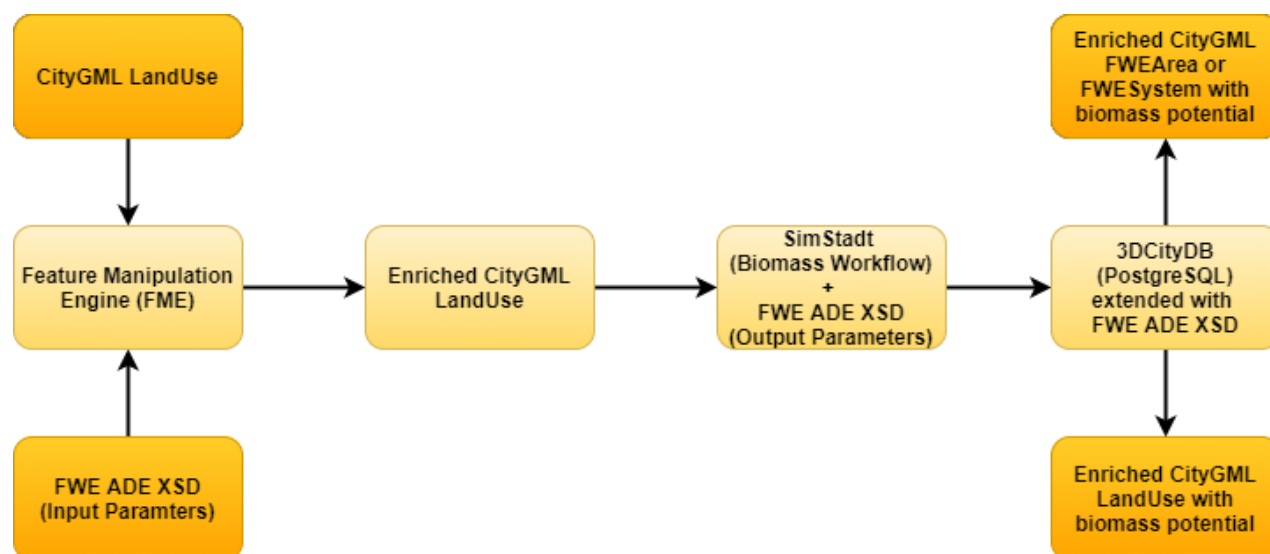 CityGML LandUse
Enriched CityGML
FWEArea or
FWESystem with
biomass potential
Feature Manipulation
Engine (FME)
Enriched CityGML
LandUse
SimStadt
(Biomass Workflow)
+
FWE ADE XSD
(Output Parameters)
3DCityDB
(PostgreSQL)
extended with
FWE ADE XSD
FWE ADE XSD
(Input Paramters)
Enriched CityGML
LandUse with
biomass potential